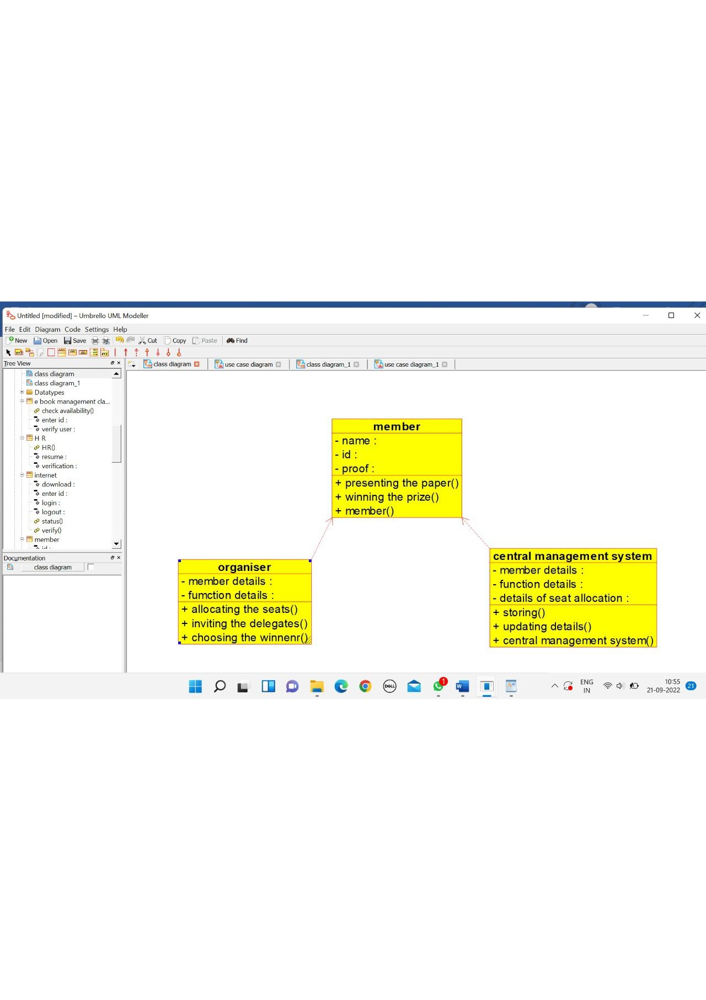 Untitled [modified] – Umbrello UML Modeller
File Edit Diagram Code Settings Help
New Open Save Cut Copy Paste Find
Tree View
class diagram use case diagram class diagram_1 use case diagram_1
class diagram
class diagram_1
Datatypes
e book management cla...
check availability()
enter id :
verify user :
H R
HR()
resume :
verification :
internet
download :
enter id :
login :
logout :
status()
verify()
member
id :
Documentation
class diagram
member
- name :
- id :
- proof :
+ presenting the paper()
+ winning the prize()
+ member()
organiser
- member details :
- fumction details :
+ allocating the seats()
+ inviting the delegates()
+ choosing the winnenr()
central management system
- member details :
- function details :
- details of seat allocation :
+ storing()
+ updating details()
+ central management system()
DELL
1
W
ENG
IN
10:55
21-09-2022
21